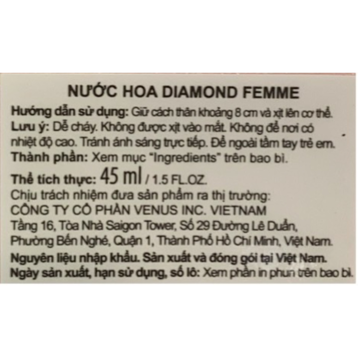 NƯỚC HOA DIAMOND FEMME
Hướng dẫn sử dụng: Giữ cách thân khoảng 8 cm và xịt lên cơ thể.
Lưu ý: Dễ cháy. Không được xịt vào mắt. Không để nơi có
nhiệt độ cao. Tránh ánh sáng trực tiếp. Để ngoài tầm tay trẻ em.
Thành phần: Xem mục "Ingredients" trên bao bì.
Thể tích thực: 45 ml / 1.5 FL.OZ.
Chịu trách nhiệm đưa sản phẩm ra thị trường:
CÔNG TY CỔ PHẦN VENUS INC. VIETNAM
Tầng 16, Tòa Nhà Saigon Tower, Số 29 Đường Lê Duẩn,
Phường Bến Nghé, Quận 1, Thành Phố Hồ Chí Minh, Việt Nam.
Nguyên liệu nhập khẩu. Sản xuất và đóng gói tại Việt Nam.
Ngày sản xuất, hạn sử dụng, số lô: Xem phần in phun trên bao bì.